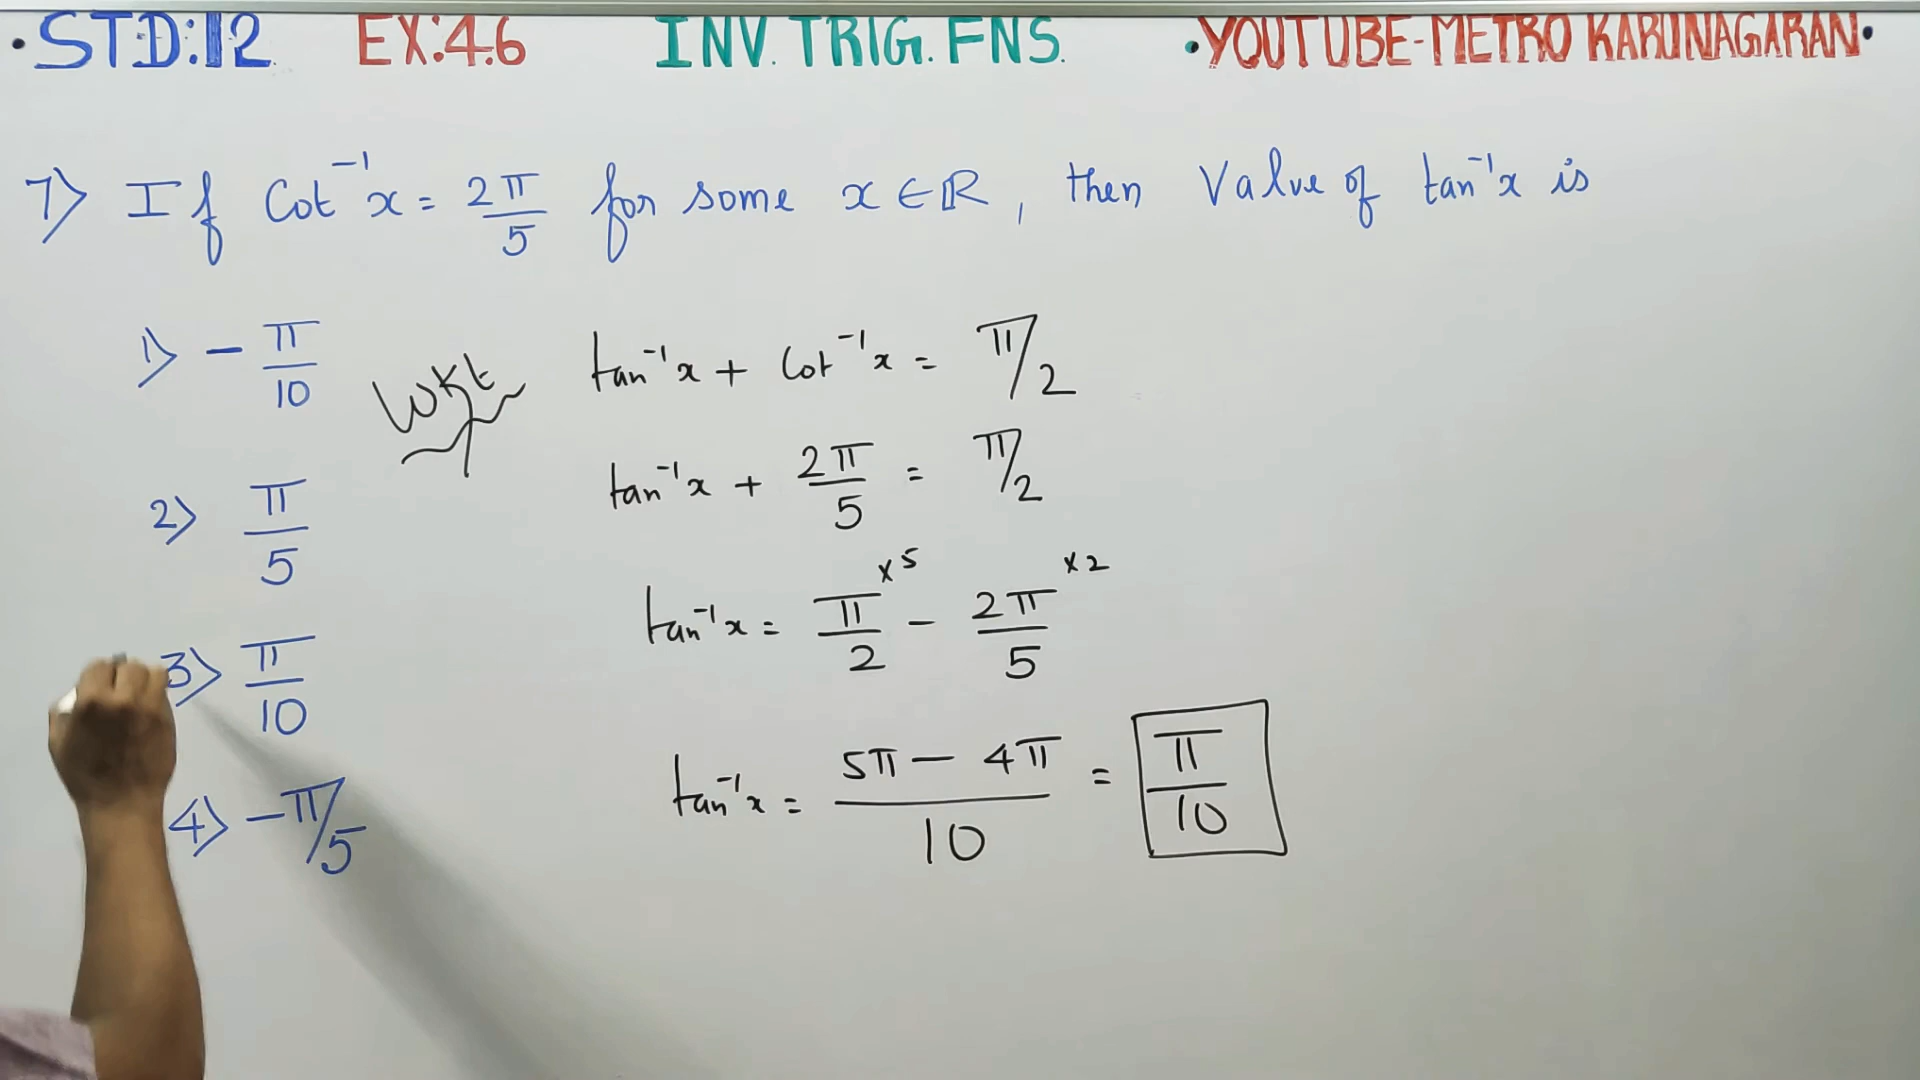 •STD:12 EX:4.6 INV. TRIG. FNS. •YOUTUBE-METRO KARUNAGARAN•
7) If Cot⁻¹x = 2π/5 for some x ∈ ℝ, then Value of tan⁻¹x is
1) -π/10
WKT tan⁻¹x + Cot⁻¹x = π/2
2) π/5
tan⁻¹x + 2π/5 = π/2
tan⁻¹x = π/2 ×5 - 2π/5 ×2
3) π/10
tan⁻¹x = 5π - 4π/10 = π/10
4) -π/5